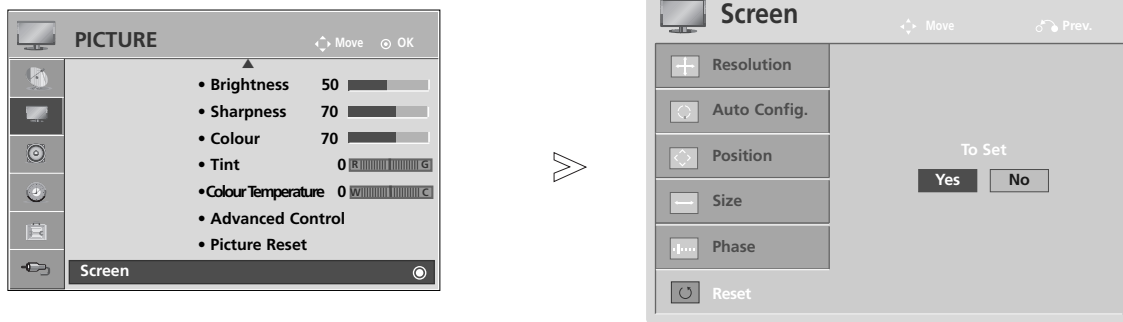 PICTURE
Move OK
• Brightness 50
• Sharpness 70
• Colour 70
• Tint 0 R G
•Colour Temperature 0 W C
• Advanced Control
• Picture Reset
Screen
Screen
Move Prev.
Resolution
Auto Config.
Position
Size
Phase
Reset
To Set
Yes No